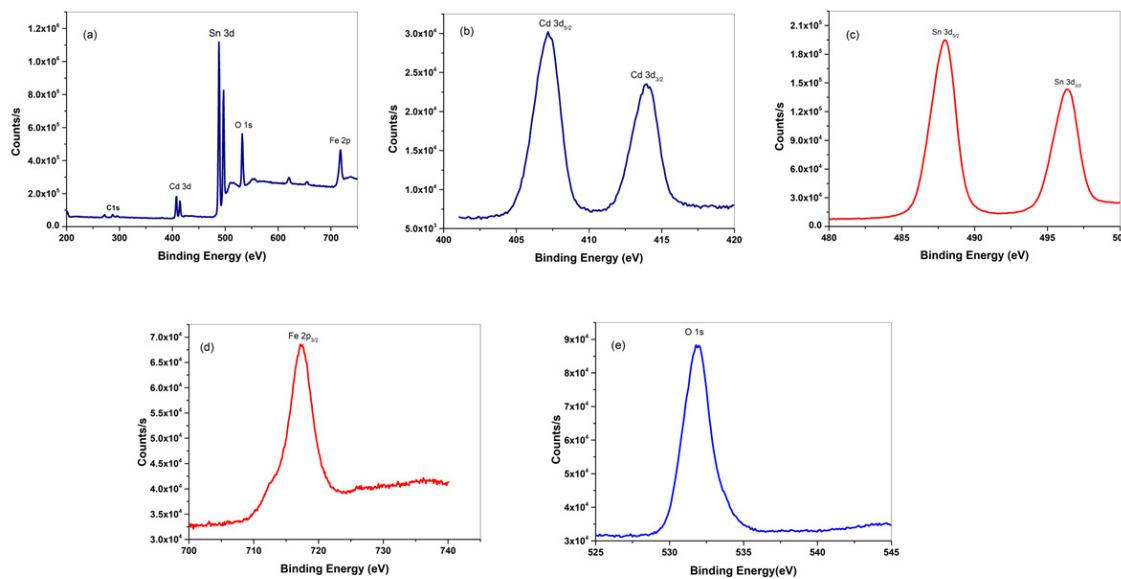 (a)
Sn 3d
O 1s
Fe 2p
Cd 3d
C1s
1.2x10⁶
1.0x10⁶
8.0x10⁵
6.0x10⁵
4.0x10⁵
2.0x10⁵
0.0
Counts/s
200 300 400 500 600 700
Binding Energy (eV)
(b)
Cd 3d₅/₂
Cd 3d₃/₂
3.0x10⁴
2.5x10⁴
2.0x10⁴
1.5x10⁴
1.0x10⁴
5.0x10³
Counts/s
400 405 410 415 420
Binding Energy (eV)
(c)
Sn 3d₅/₂
Sn 3d₃/₂
2.1x10⁵
1.8x10⁵
1.5x10⁵
1.2x10⁵
9.0x10⁴
6.0x10⁴
3.0x10⁴
0.0
Counts/s
480 485 490 495 500
Binding Energy (eV)
(d)
Fe 2p₃/₂
7.0x10⁴
6.5x10⁴
6.0x10⁴
5.5x10⁴
5.0x10⁴
4.5x10⁴
4.0x10⁴
3.5x10⁴
3.0x10⁴
Counts/s
700 710 720 730 740
Binding Energy (eV)
(e)
O 1s
9x10⁴
8x10⁴
7x10⁴
6x10⁴
5x10⁴
4x10⁴
3x10⁴
Counts/s
525 530 535 540 545
Binding Energy(eV)